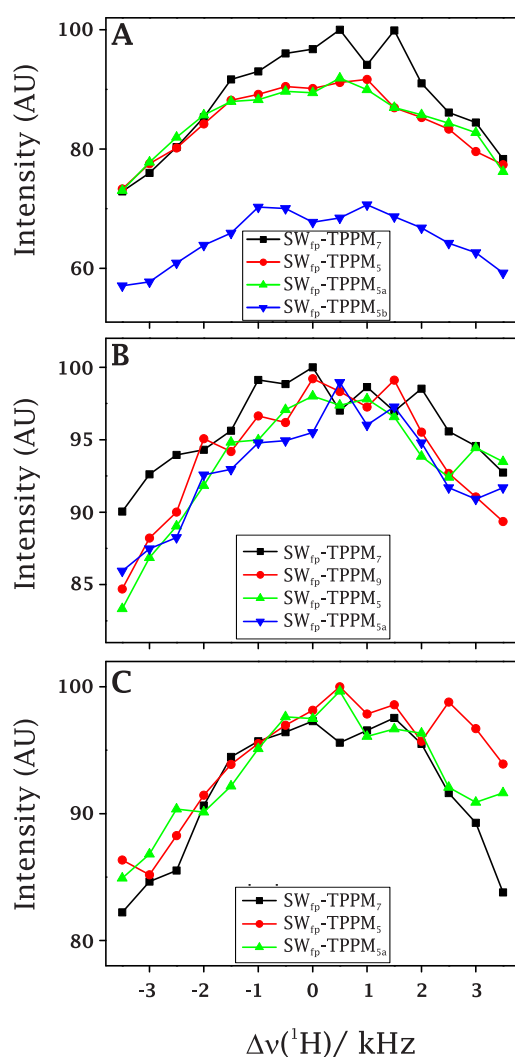 A
100
80
60
Intensity (AU)
SWfp-TPPM7
SWfp-TPPM5
SWfp-TPPM5a
SWfp-TPPM5b
B
100
95
90
85
Intensity (AU)
SWfp-TPPM7
SWfp-TPPM9
SWfp-TPPM5
SWfp-TPPM5a
C
100
90
80
Intensity (AU)
SWfp-TPPM7
SWfp-TPPM5
SWfp-TPPM5a
-3 -2 -1 0 1 2 3
Δν(¹H)/ kHz